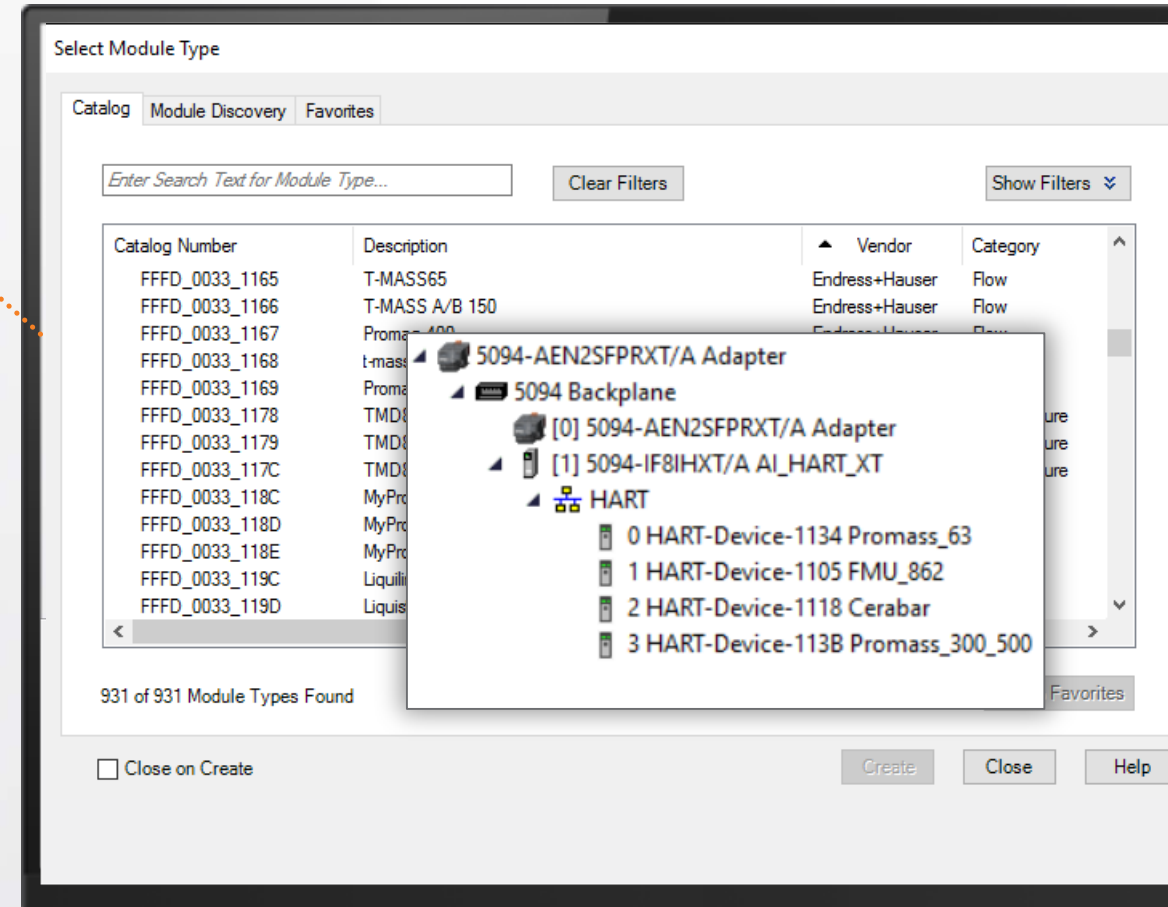 Select Module Type
Catalog Module Discovery Favorites
Enter Search Text for Module Type... Clear Filters Show Filters
Catalog Number Description Vendor Category
FFFD_0033_1165 T-MASS65 Endress+Hauser Flow
FFFD_0033_1166 T-MASS A/B 150 Endress+Hauser Flow
FFFD_0033_1167 Endress+Hauser Flow
FFFD_0033_1168
FFFD_0033_1169
FFFD_0033_1178
FFFD_0033_1179
FFFD_0033_117C
FFFD_0033_118C
FFFD_0033_118D
FFFD_0033_118E
FFFD_0033_119C
FFFD_0033_119D
5094-AEN2SFPRXT/A Adapter
5094 Backplane
[0] 5094-AEN2SFPRXT/A Adapter
[1] 5094-IF8IHXT/A AI_HART_XT
HART
0 HART-Device-1134 Promass_63
1 HART-Device-1105 FMU_862
2 HART-Device-1118 Cerabar
3 HART-Device-113B Promass_300_500
931 of 931 Module Types Found Favorites
Close on Create Create Close Help